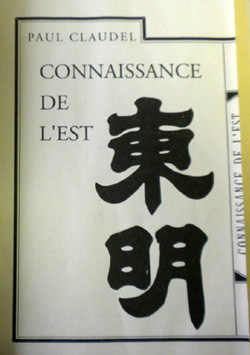 PAUL CLAUDEL
CONNAISSANCE
DE
L'EST
東
明
CONNAISSANCE DE L'EST